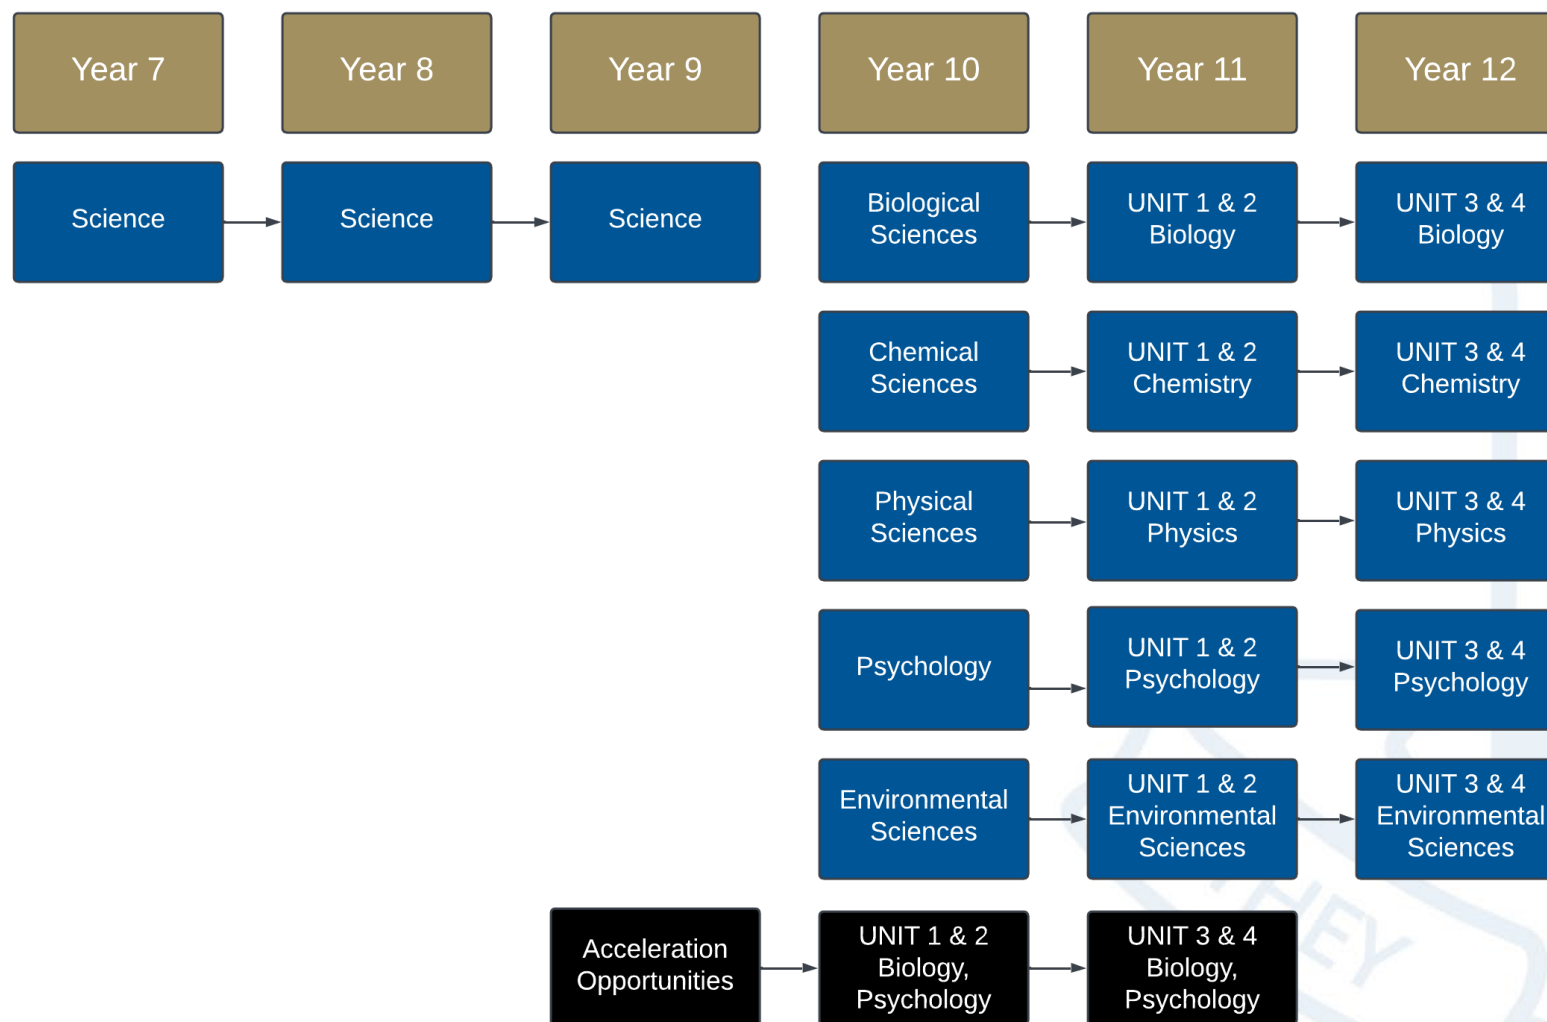 Year 7
Year 8
Year 9
Year 10
Year 11
Year 12
Science
Science
Science
Biological
Sciences
UNIT 1 & 2
Biology
UNIT 3 & 4
Biology
Chemical
Sciences
UNIT 1 & 2
Chemistry
UNIT 3 & 4
Chemistry
Physical
Sciences
UNIT 1 & 2
Physics
UNIT 3 & 4
Physics
Psychology
UNIT 1 & 2
Psychology
UNIT 3 & 4
Psychology
Environmental
Sciences
UNIT 1 & 2
Environmental
Sciences
UNIT 3 & 4
Environmental
Sciences
Acceleration
Opportunities
UNIT 1 & 2
Biology,
Psychology
UNIT 3 & 4
Biology,
Psychology
THEY